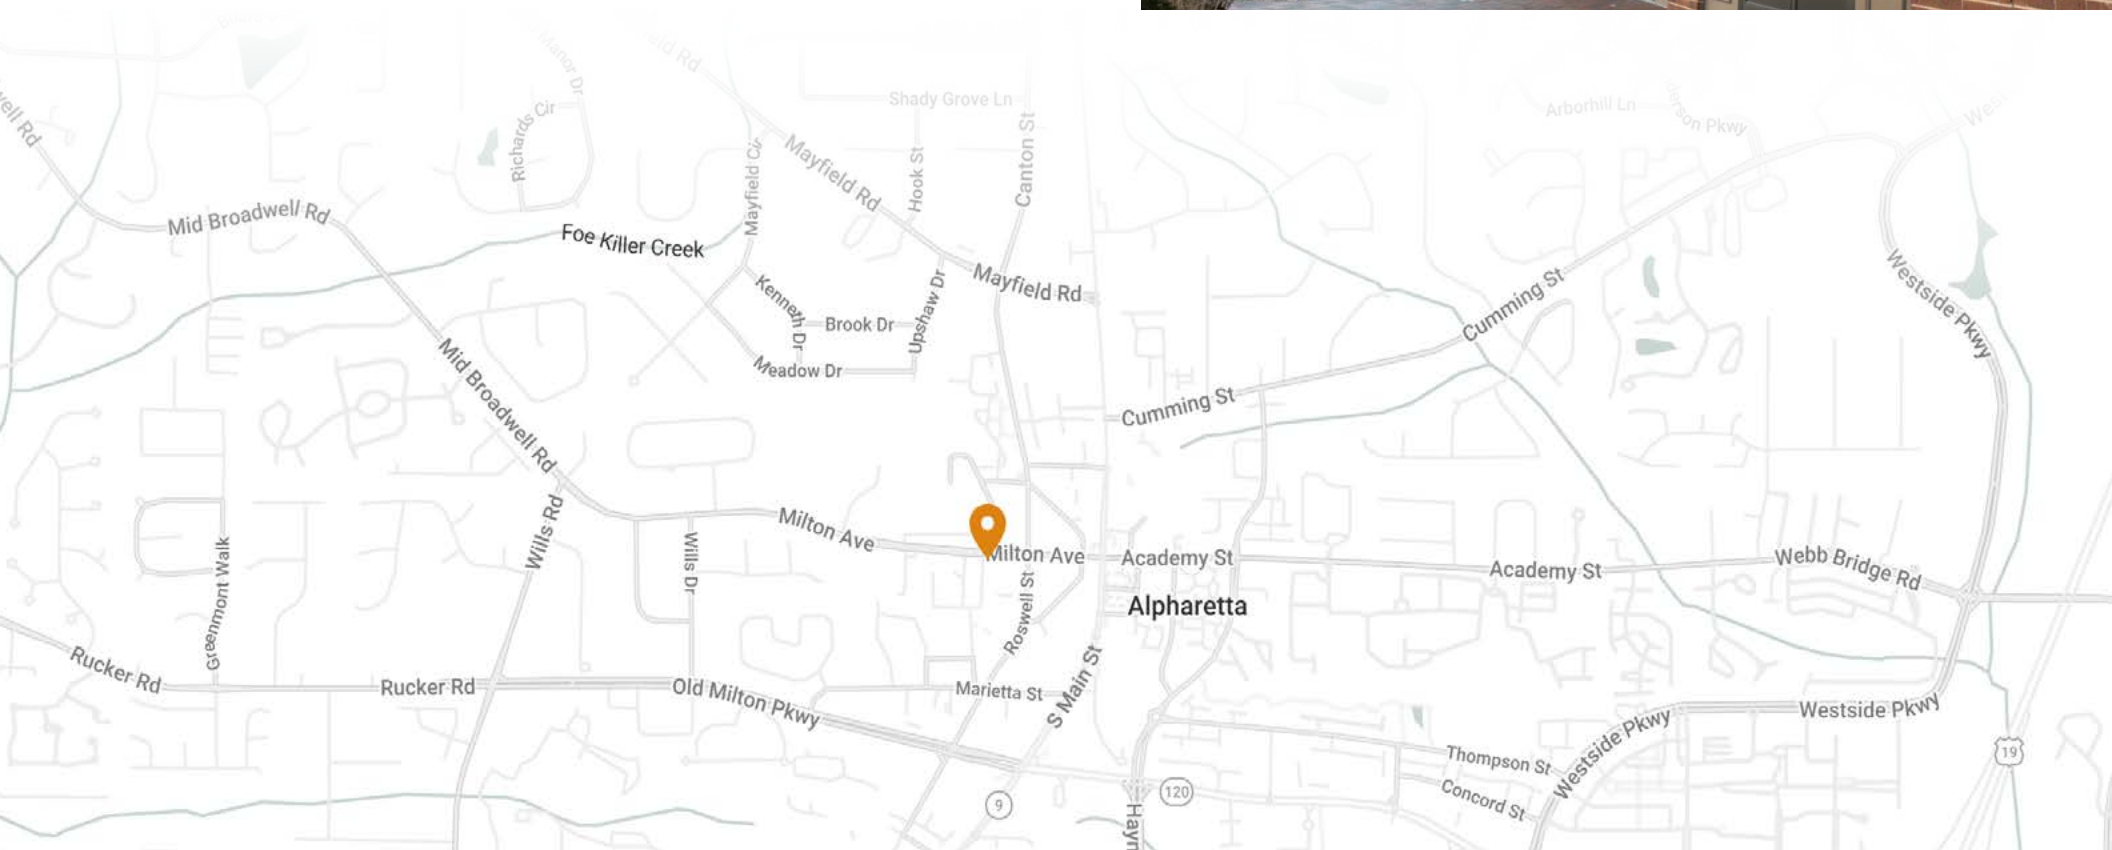 Manor Dr
Shady Grove Ln
Richards Cir
Arborhill Ln
Mayfield Cir
Mayfield Rd
Hook St
Canton St
Mid Broadwell Rd
Foe Killer Creek
Mayfield Rd
Kenneth Dr
Brook Dr
Upshaw Dr
Meadow Dr
Cumming St
Westside Pkwy
Mid Broadwell Rd
Cumming St
Wills Rd
Milton Ave
Milton Ave
Academy St
Academy St
Webb Bridge Rd
Greenmont Walk
Wills Dr
Roswell St
Alpharetta
Rucker Rd
Rucker Rd
Old Milton Pkwy
Marietta St
S Main St
Westside Pkwy
Westside Pkwy
Thompson St
Concord St
19
9
120
Hayn